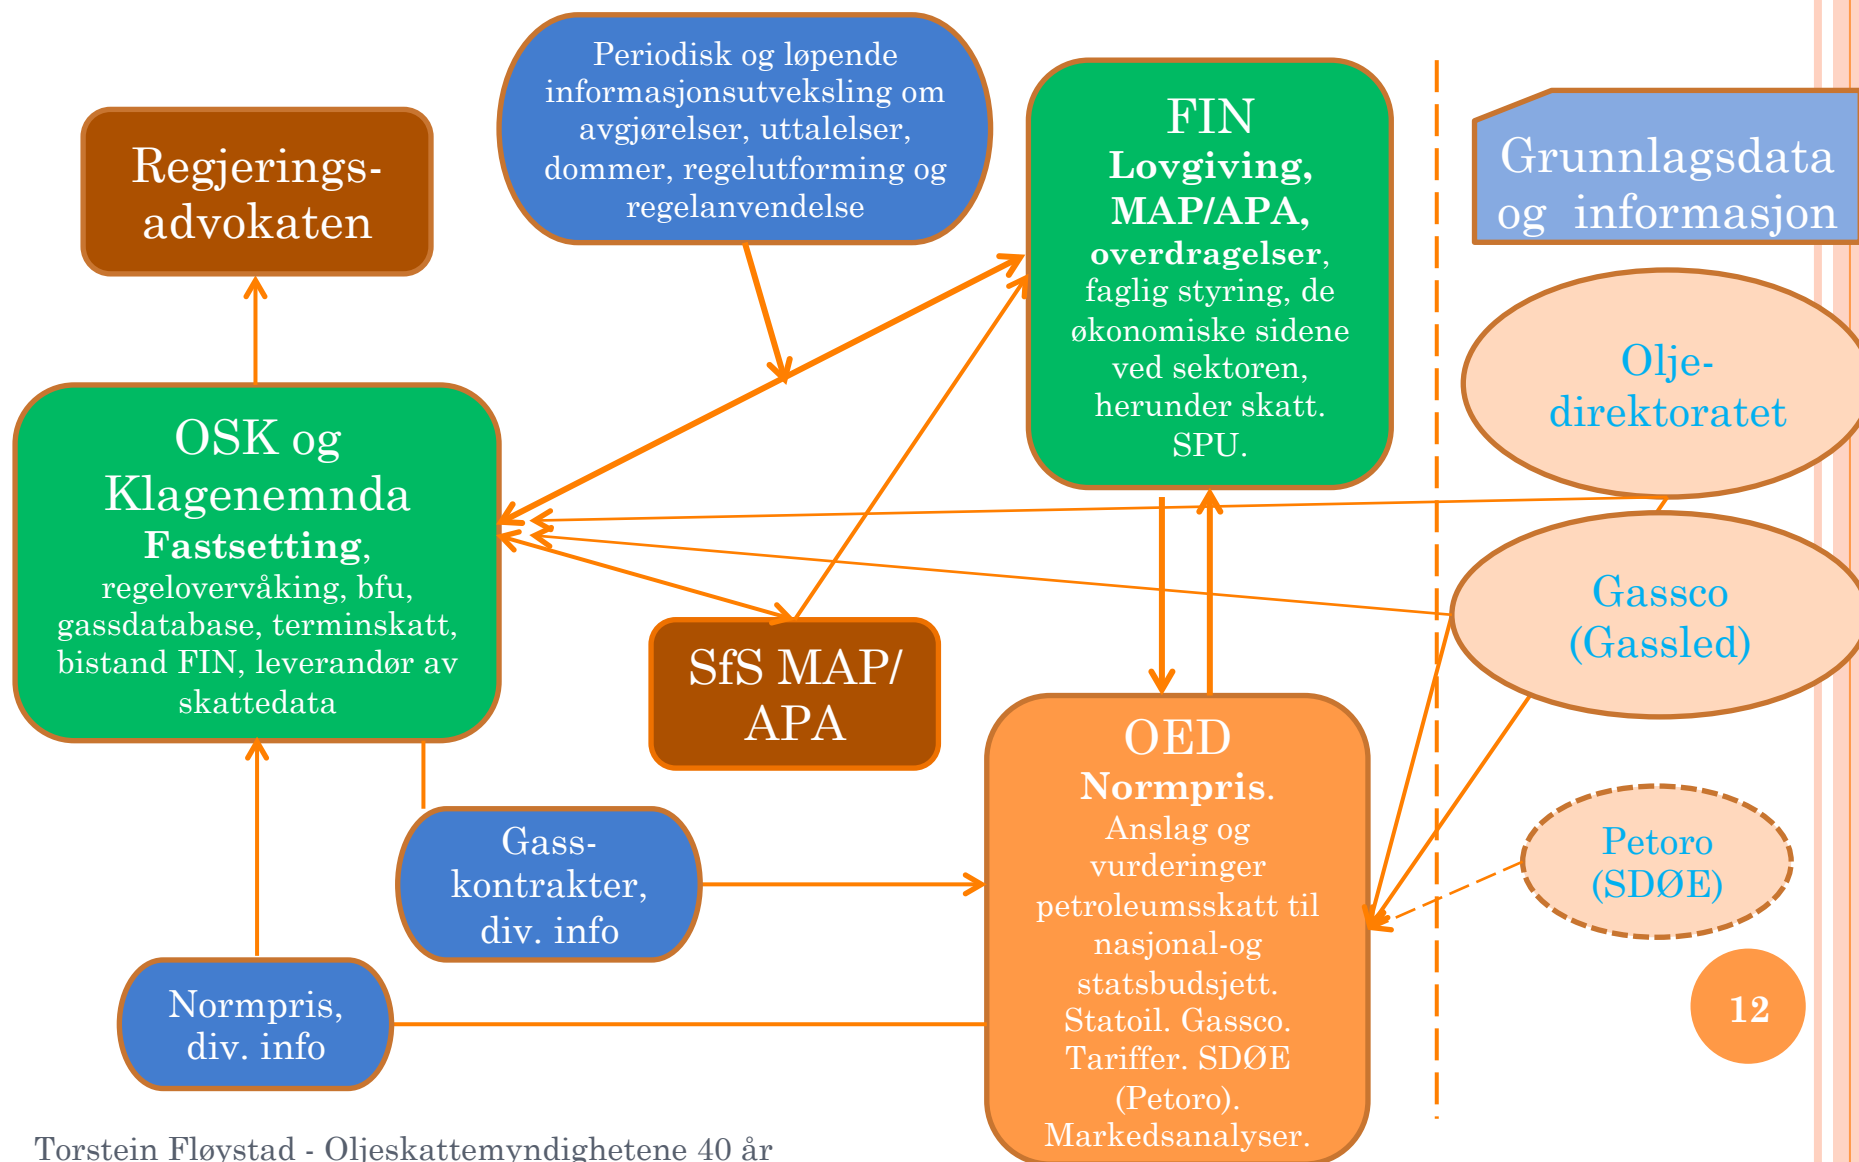 Periodisk og løpende
informasjonsutveksling om
avgjørelser, uttalelser,
dommer, regelutforming og
regelanvendelse
Regjerings-
advokaten
FIN
Lovgiving,
MAP/APA,
overdragelser,
faglig styring, de
økonomiske sidene
ved sektoren,
herunder skatt.
SPU.
Grunnlagsdata
og informasjon
Olje-
direktoratet
OSK og
Klagenemnda
Fastsetting,
regelovervåking, bfu,
gassdatabase, terminskatt,
bistand FIN, leverandør av
skattedata
Gassco
(Gassled)
SfS MAP/
APA
OED
Normpris.
Anslag og
vurderinger
petroleumsskatt til
nasjonal-og
statsbudsjett.
Statoil. Gassco.
Tariffer. SDØE
(Petoro).
Markedsanalyser.
Petoro
(SDØE)
Gass-
kontrakter,
div. info
Normpris,
div. info
12
Torstein Fløystad - Oljeskattemyndighetene 40 år